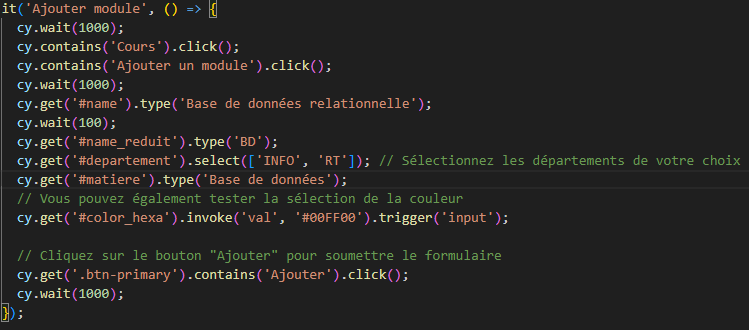 it('Ajouter module', () => {
cy.wait(1000);
cy.contains('Cours').click();
cy.contains('Ajouter un module').click();
cy.wait(1000);
cy.get('#name').type('Base de données relationnelle');
cy.wait(100);
cy.get('#name_reduit').type('BD');
cy.get('#departement').select(['INFO', 'RT']); // Sélectionnez les départements de votre choix
cy.get('#matiere').type('Base de données');
// Vous pouvez également tester la sélection de la couleur
cy.get('#color_hexa').invoke('val', '#00FF00').trigger('input');
// Cliquez sur le bouton "Ajouter" pour soumettre le formulaire
cy.get('.btn-primary').contains('Ajouter').click();
cy.wait(1000);
});